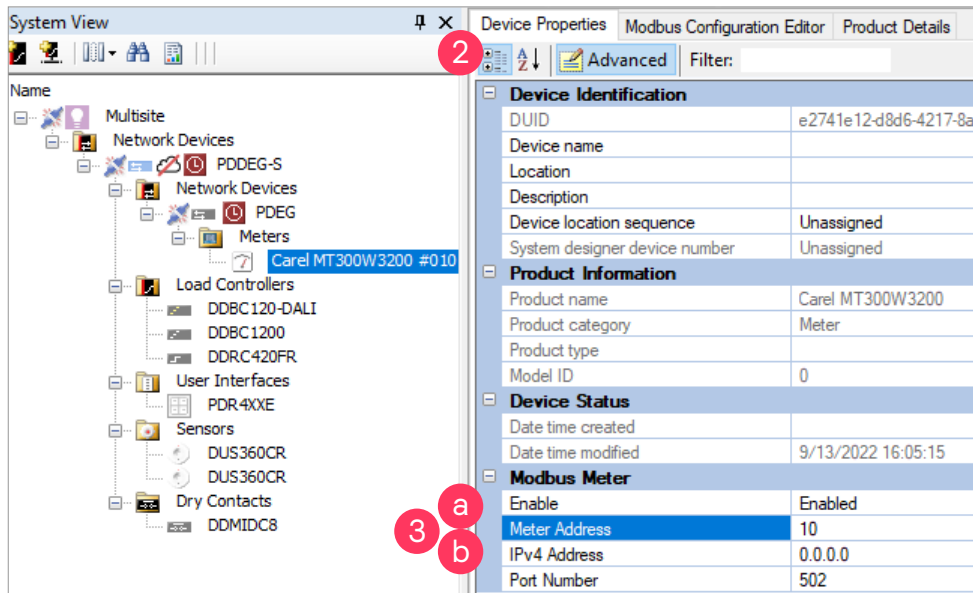 System View
Name
Multisite
Network Devices
PDDEG-S
Network Devices
PDEG
Meters
Carel MT300W3200 #010
Load Controllers
DDBC120-DALI
DDBC1200
DDRC420FR
User Interfaces
PDR4XXE
Sensors
DUS360CR
DUS360CR
Dry Contacts
DDMIDC8
Device Properties Modbus Configuration Editor Product Details
2 A Z Advanced Filter:
Device Identification
DUID e2741e12-d8d6-4217-8a
Device name
Location
Description
Device location sequence Unassigned
System designer device number Unassigned
Product Information
Product name Carel MT300W3200
Product category Meter
Product type
Model ID 0
Device Status
Date time created
Date time modified 9/13/2022 16:05:15
Modbus Meter
a Enable Enabled
3 Meter Address 10
b IPv4 Address 0.0.0.0
Port Number 502